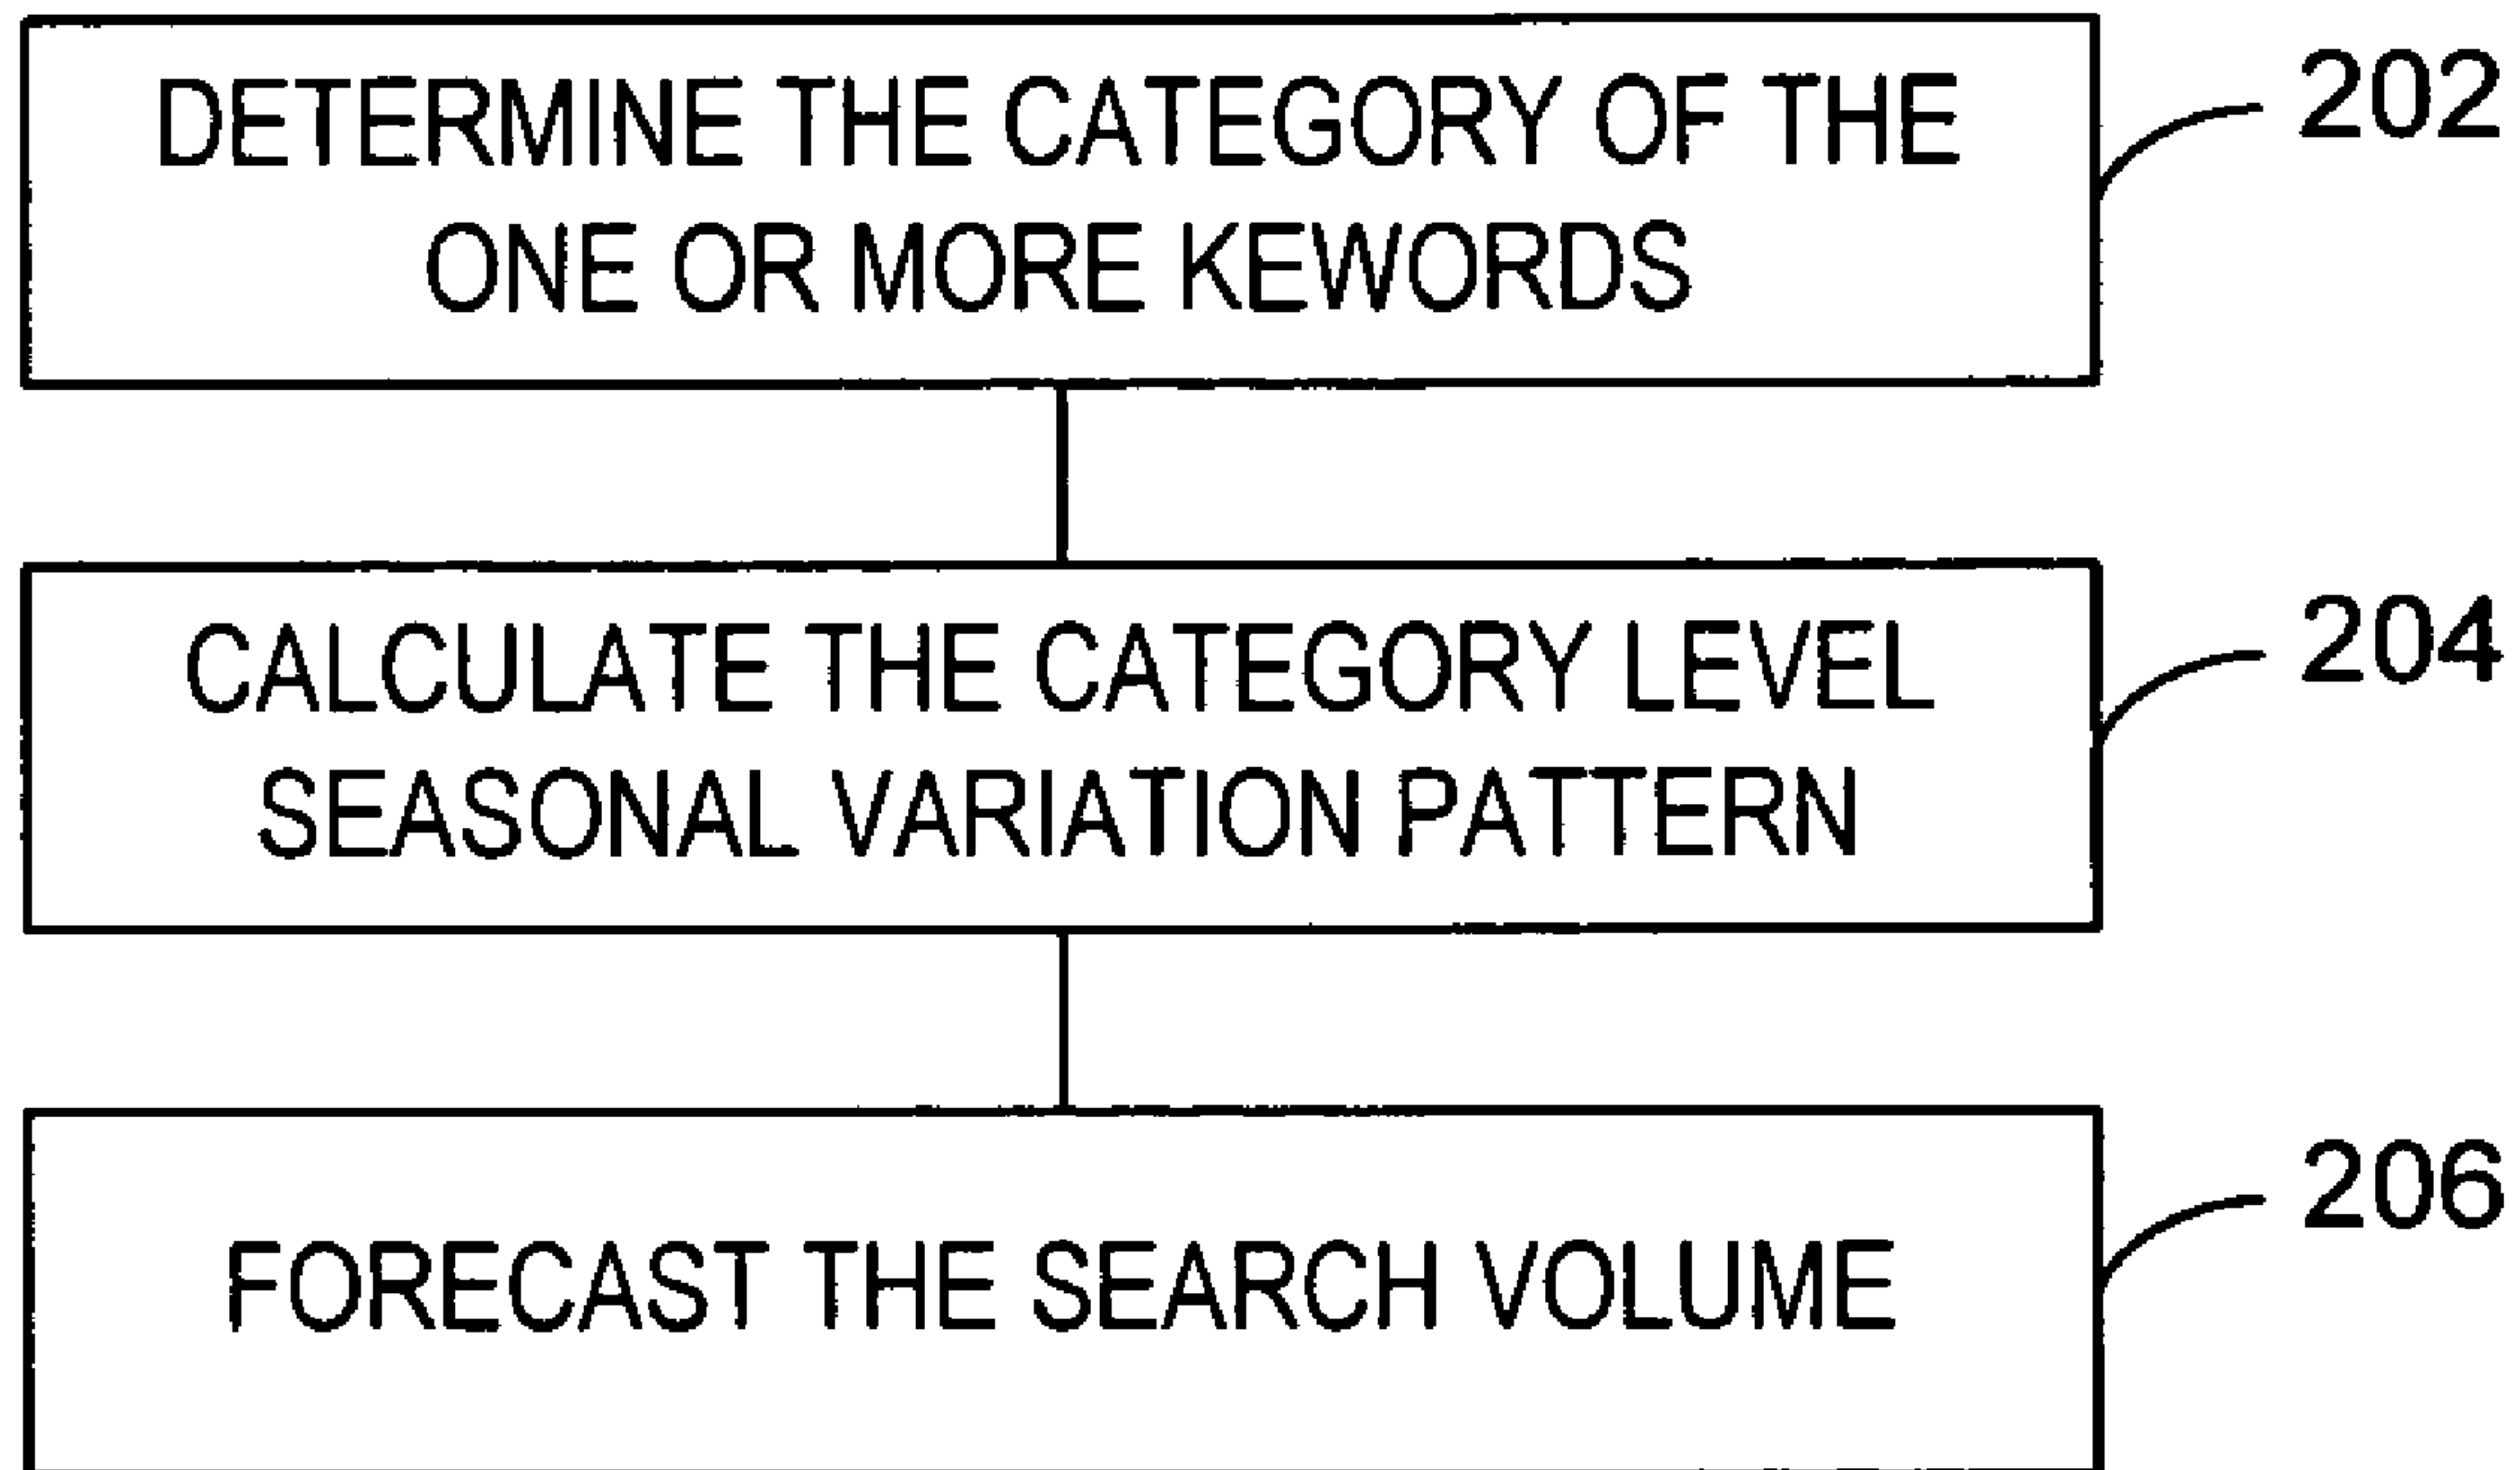 DETERMINE THE CATEGORY OF THE
ONE OR MORE KEWORDS
202
CALCULATE THE CATEGORY LEVEL
SEASONAL VARIATION PATTERN
204
FORECAST THE SEARCH VOLUME
206